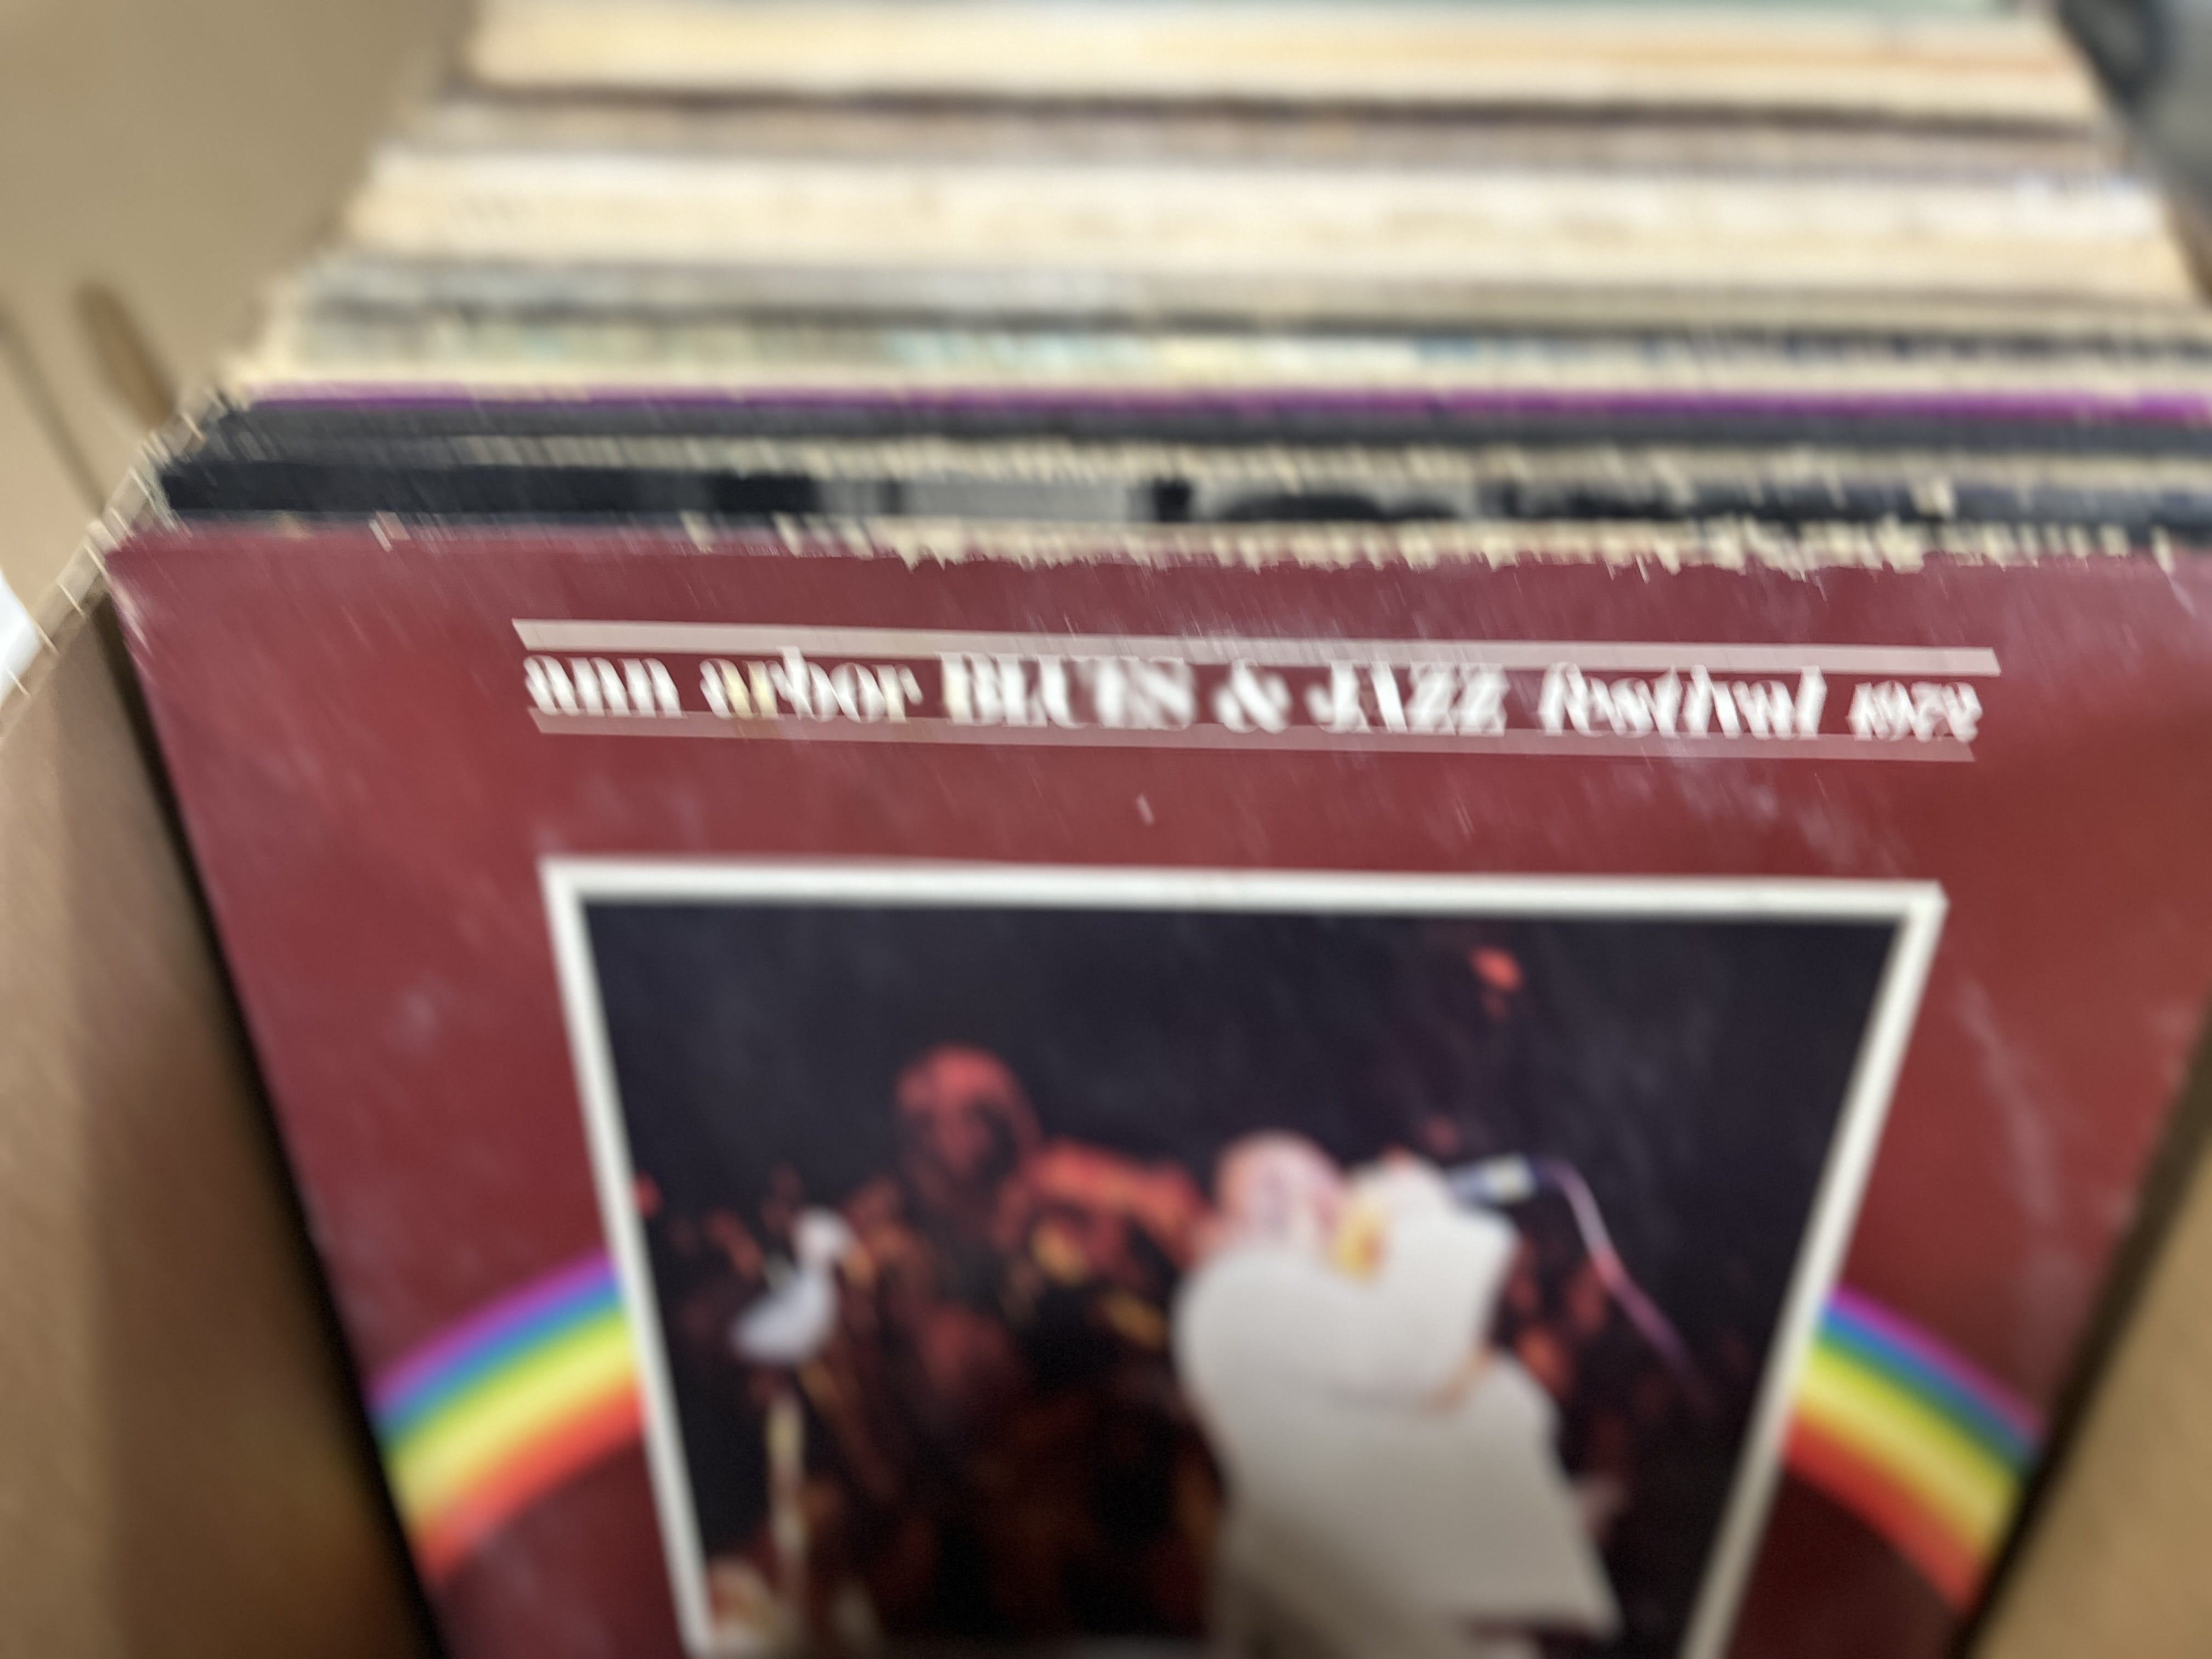 ann arbor BLUES & JAZZ festival 1972